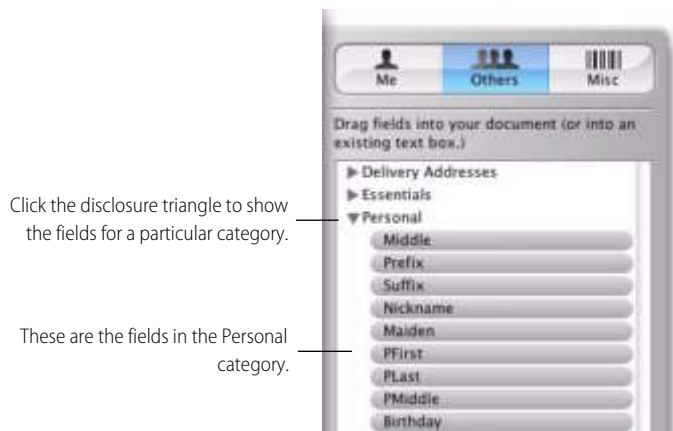 Me Others Misc
Drag fields into your document (or into an
existing text box.)
Delivery Addresses
Essentials
Click the disclosure triangle to show
the fields for a particular category.
Personal
Middle
Prefix
Suffix
Nickname
Maiden
These are the fields in the Personal
category.
PFirst
PLast
PMiddle
Birthday